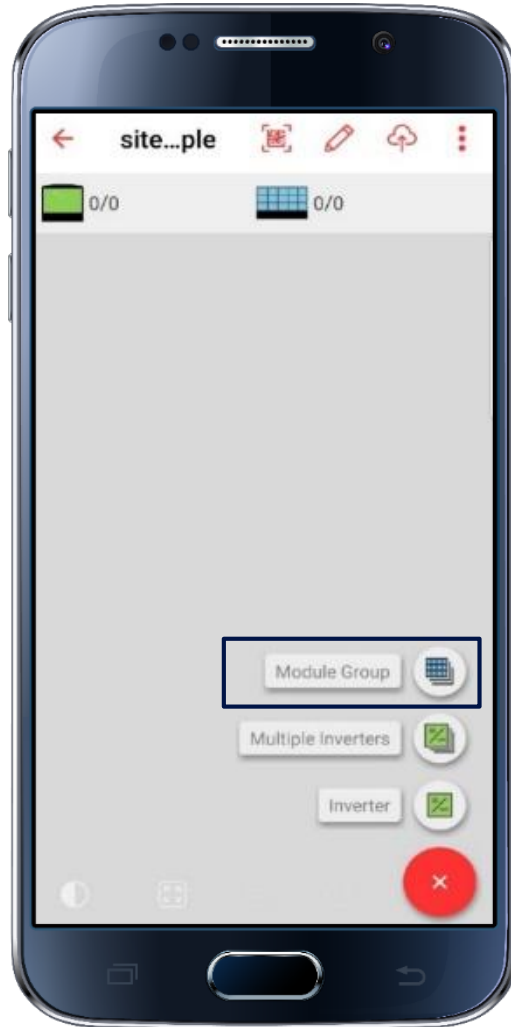 site...ple
0/0 0/0
Module Group
Multiple Inverters
Inverter